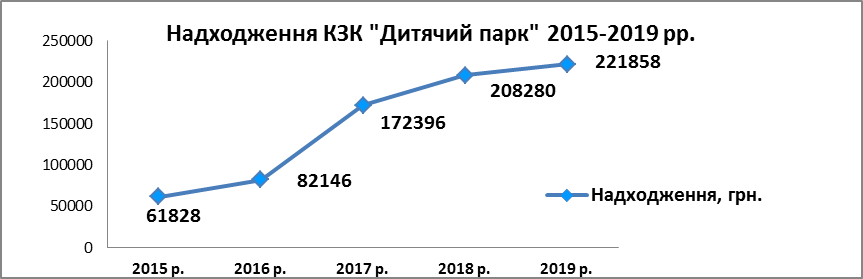 Надходження КЗК "Дитячий парк" 2015-2019 рр.
250000
200000
150000
100000
50000
0
61828
82146
172396
208280
221858
Надходження, грн.
2015 р.
2016 р.
2017 р.
2018 р.
2019 р.